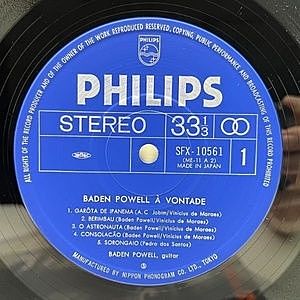 ALL RIGHTS OF THE RECORD PRODUCER AND OF THE OWNER OF THE WORK REPRODUCED RESERVED, COPYING, PUBLIC PERFORMANCE AND BROADCASTING OF THIS RECORD PROHIBITED
PHILIPS
PHILIPS
STEREO 33 1/3
SFX-10561
(ME-11 A 2)
MADE IN JAPAN
1
BADEN POWELL À VONTADE
1. GARÔTA DE IPANEMA (A. C. Jobim/Vinicius de Moraes)
2. BERIMBAU (Baden Powell/Vinicius de Moraes)
3. O ASTRONAUTA (Baden Powell/Vinicius de Moraes)
4. CONSOLAÇÃO (Baden Powell/Vinicius de Moraes)
5. SORONGAIO (Pedro dos Santos)
BADEN POWELL, guitar
MANUFACTURED BY NIPPON PHONOGRAM CO., LTD., TOKYO